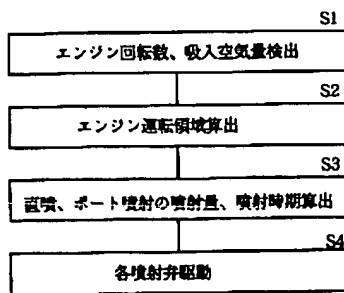 S1
エンジン回転数、吸入空気量検出
S2
エンジン運転領域算出
S3
直噴、ポート噴射の噴射量、噴射時期算出
S4
各噴射弁駆動